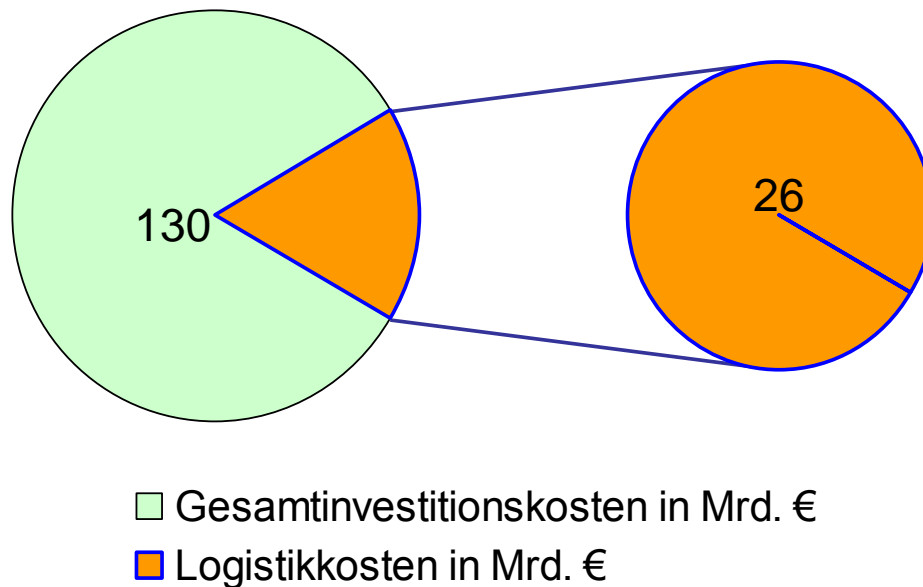 130
26
Gesamtinvestitionskosten in Mrd. €
Logistikkosten in Mrd. €